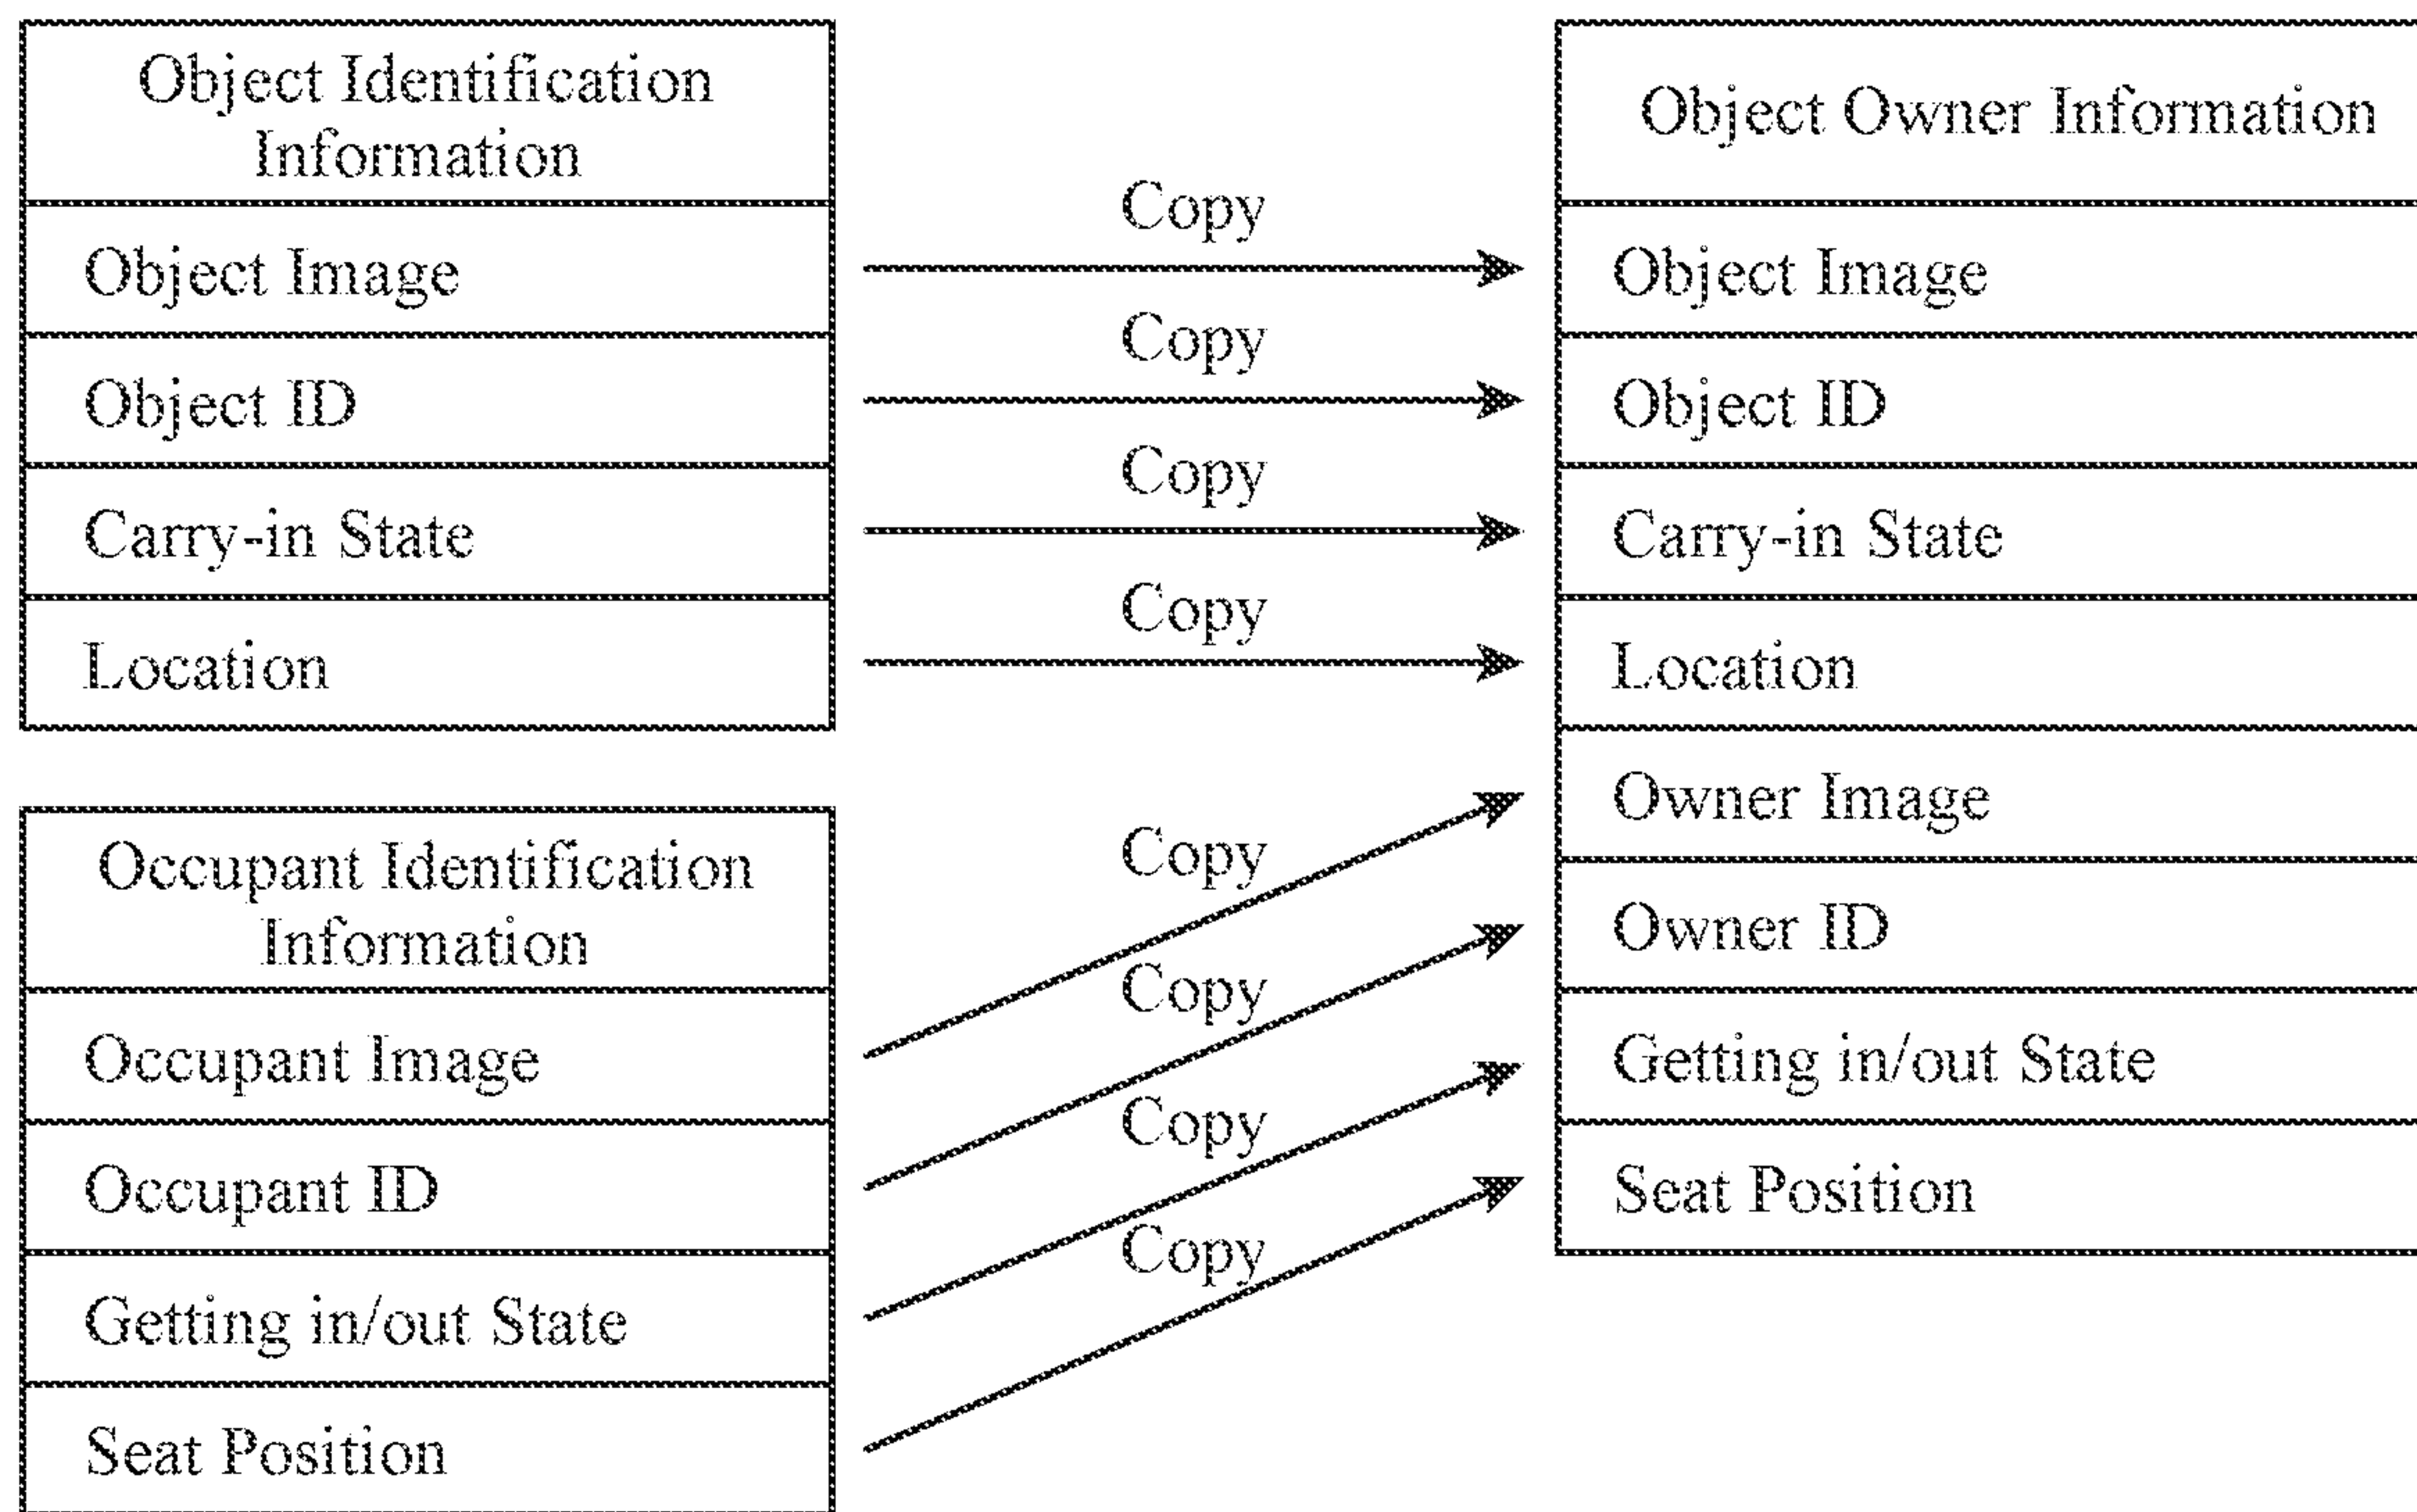 Object Identification
Information
Object Image
Object ID
Carry-in State
Location
Copy
Copy
Copy
Copy
Occupant Identification
Information
Occupant Image
Occupant ID
Getting in/out State
Seat Position
Copy
Copy
Copy
Copy
Object Owner Information
Object Image
Object ID
Carry-in State
Location
Owner Image
Owner ID
Getting in/out State
Seat Position